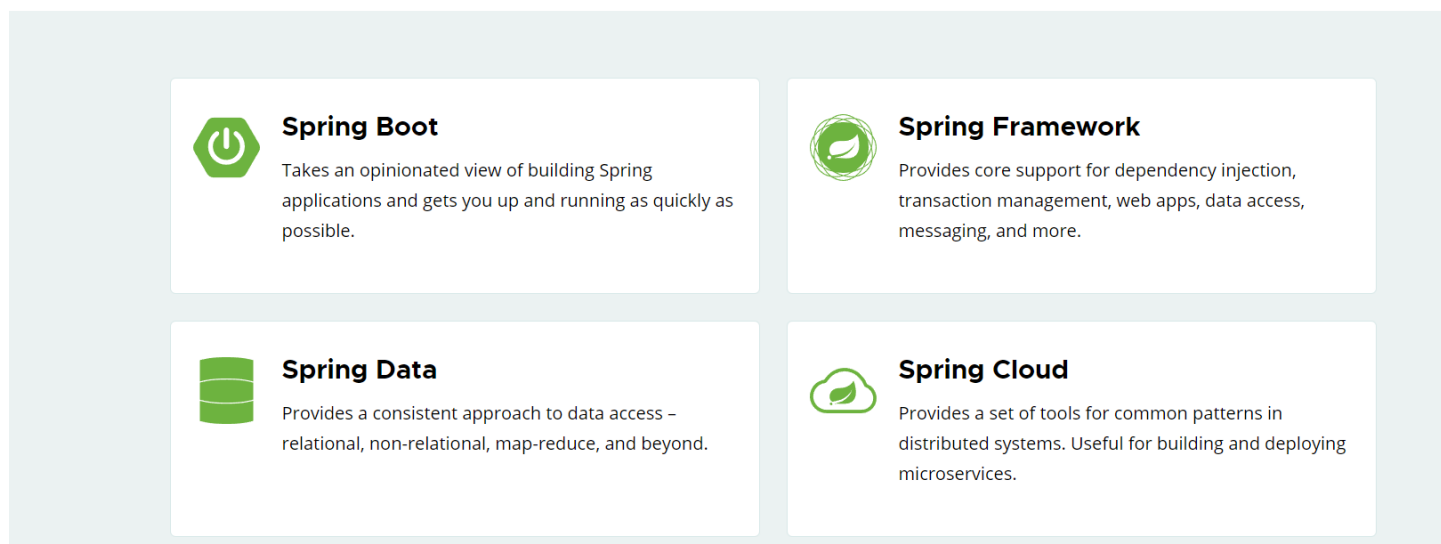 Spring Boot
Takes an opinionated view of building Spring
applications and gets you up and running as quickly as
possible.
Spring Framework
Provides core support for dependency injection,
transaction management, web apps, data access,
messaging, and more.
Spring Data
Provides a consistent approach to data access –
relational, non-relational, map-reduce, and beyond.
Spring Cloud
Provides a set of tools for common patterns in
distributed systems. Useful for building and deploying
microservices.